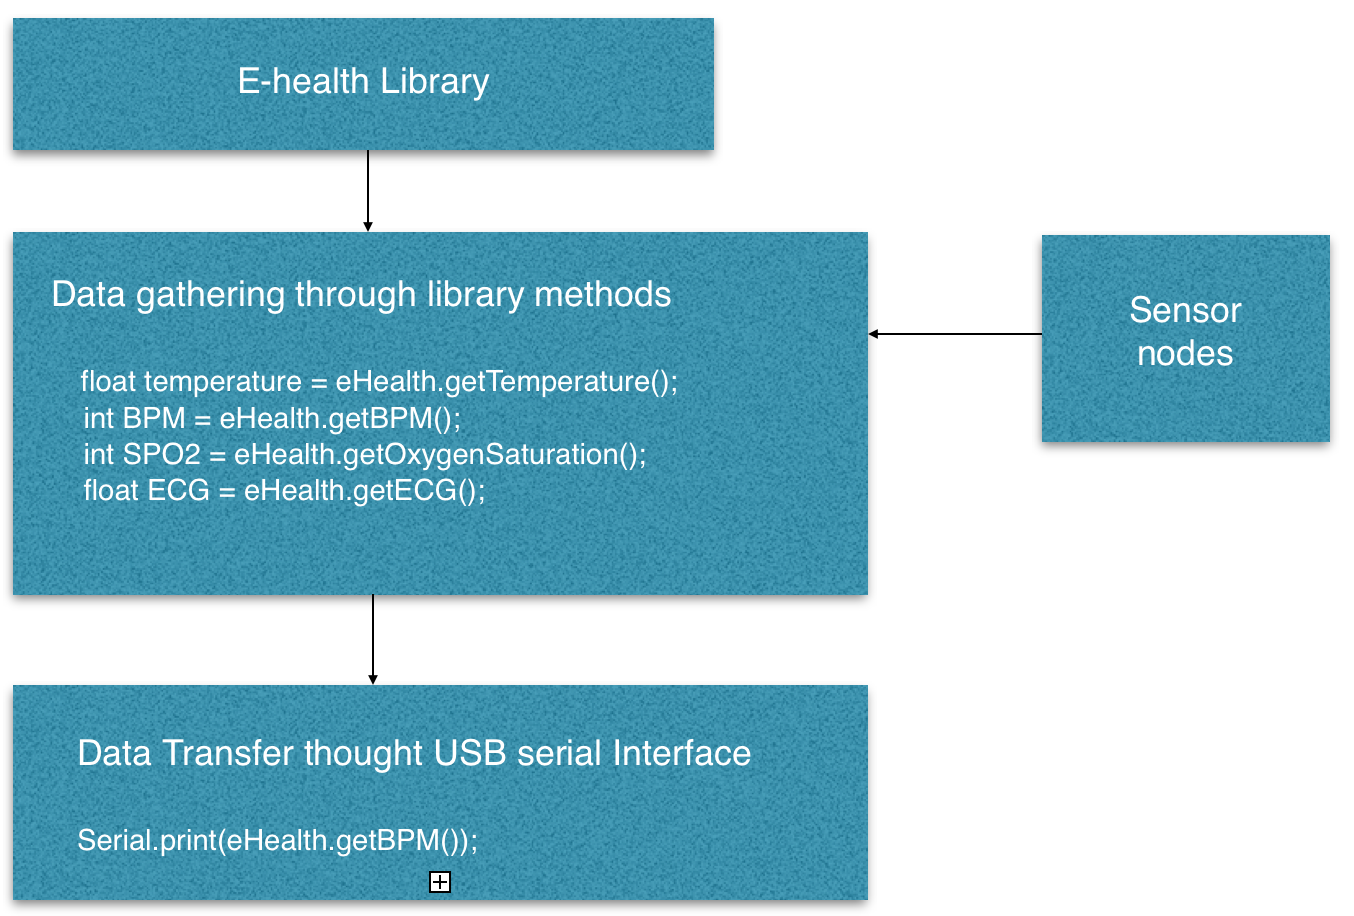 E-health Library
Data gathering through library methods
float temperature = eHealth.getTemperature();
int BPM = eHealth.getBPM();
int SPO2 = eHealth.getOxygenSaturation();
float ECG = eHealth.getECG();
Sensor
nodes
Data Transfer thought USB serial Interface
Serial.print(eHealth.getBPM());